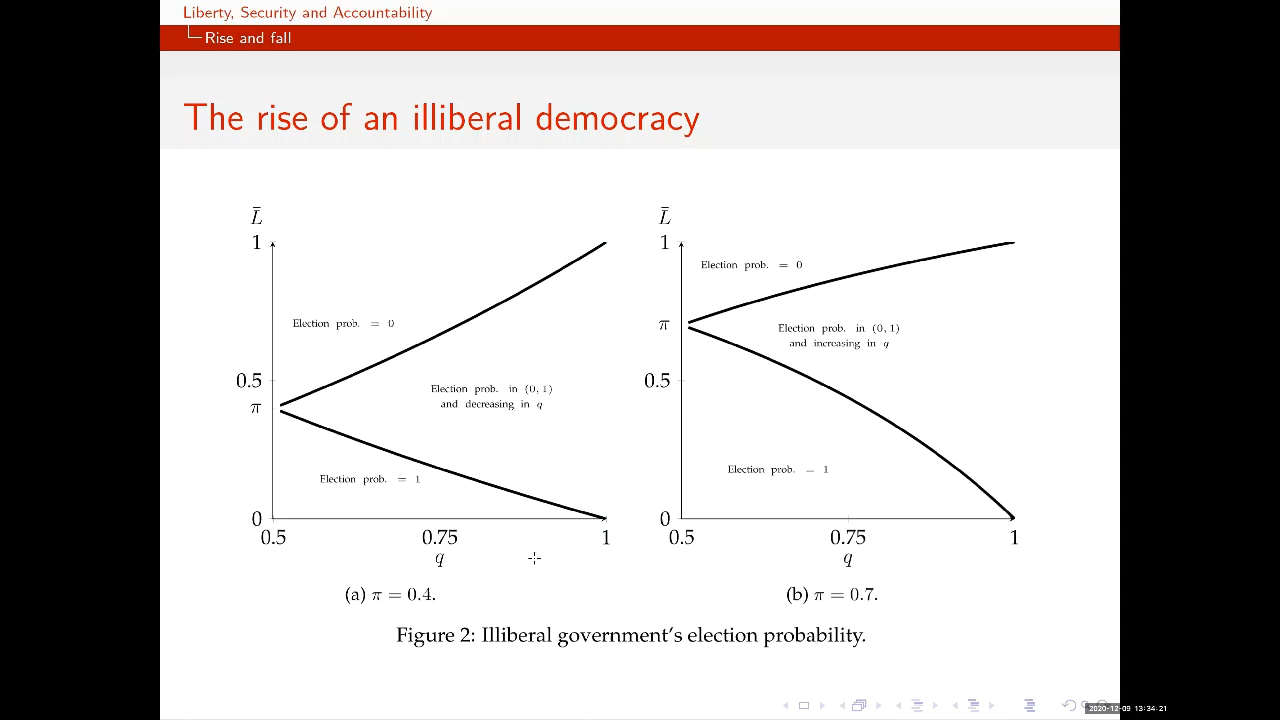 Liberty, Security and Accountability
Rise and fall
The rise of an illiberal democracy
L̄
1
Election prob. = 0
0.5
π
Election prob. in (0, 1)
and decreasing in q
Election prob. = 1
0
0.5 0.75 1
q
(a) π = 0.4.
L̄
1
Election prob. = 0
π
Election prob. in (0, 1)
and increasing in q
0.5
Election prob. = 1
0
0.5 0.75 1
q
(b) π = 0.7.
Figure 2: Illiberal government’s election probability.
2020-12-09 13:34:21